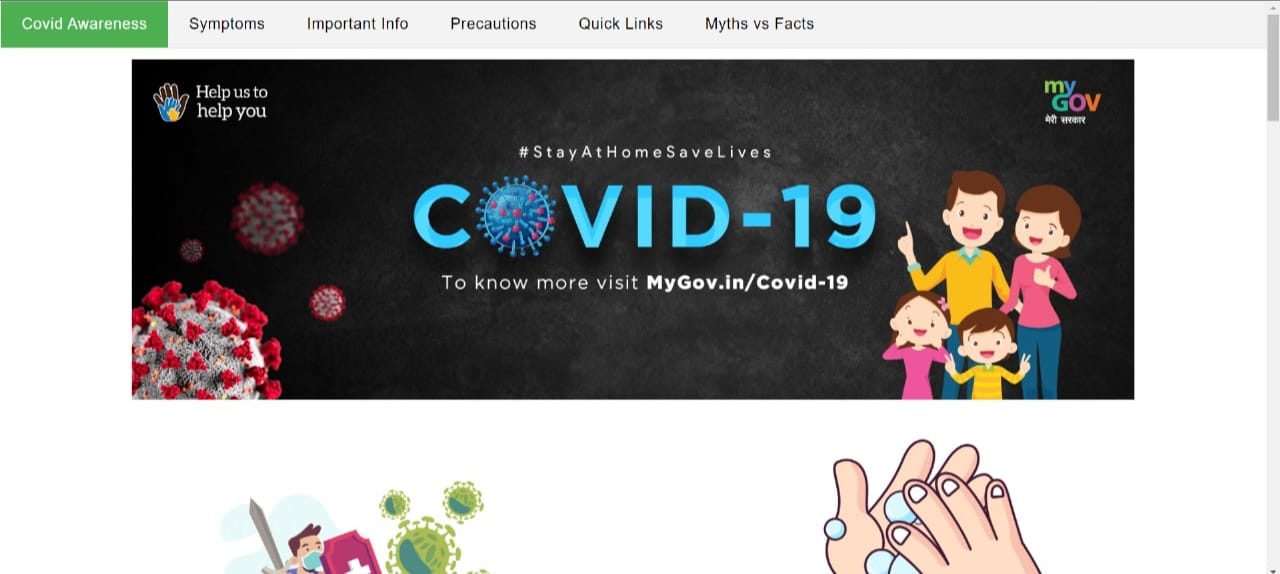 Covid Awareness Symptoms Important Info Precautions Quick Links Myths vs Facts
Help us to
help you
my
GOV
मेरी सरकार
#StayAtHomeSaveLives
COVID-19
To know more visit MyGov.in/Covid-19